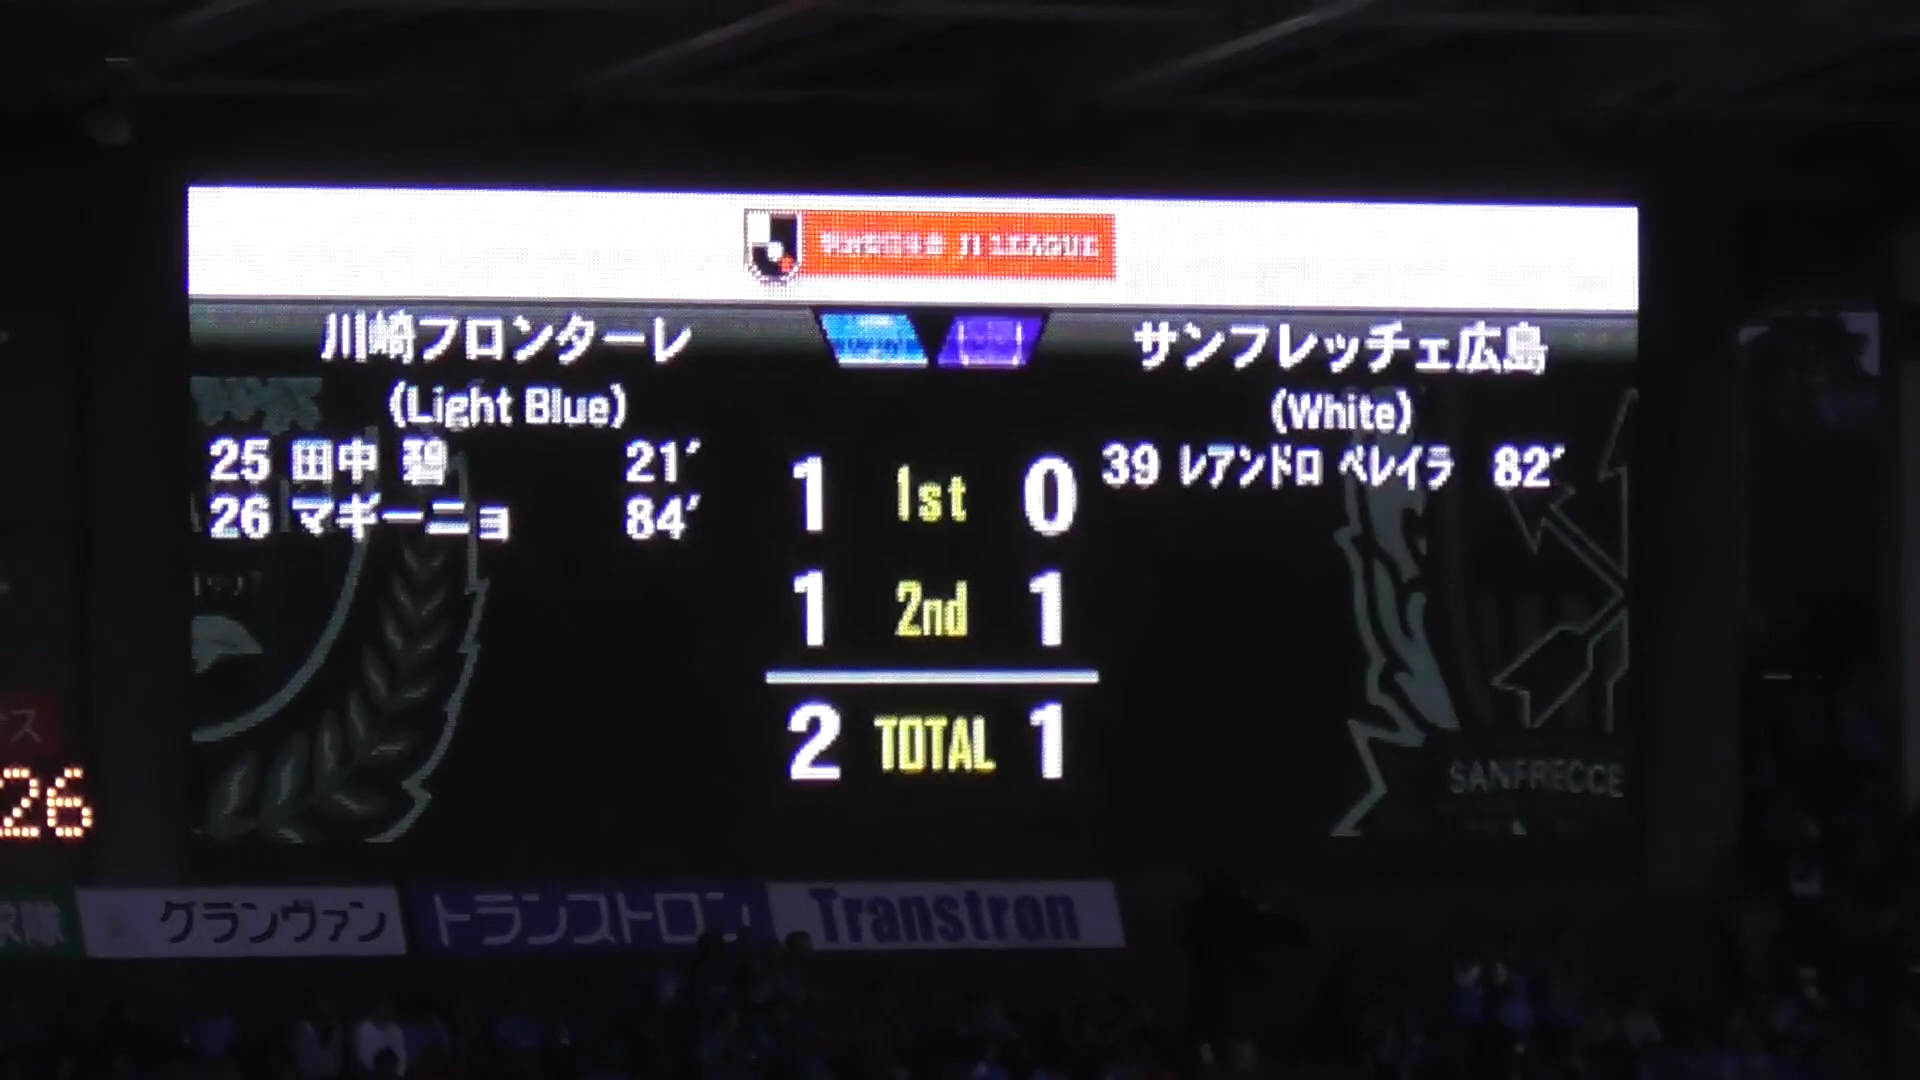 J1 LEAGUE
川崎フロンターレ
サンフレッチェ広島
(Light Blue)
(White)
25 田中 碧 21′
26 マギーニョ 84′
39 レアンドロ ペレイラ 82′
1 1st 0
1 2nd 1
2 TOTAL 1
SANFRECCE
ス
26
グランヴァン
トランストロン
Transtron